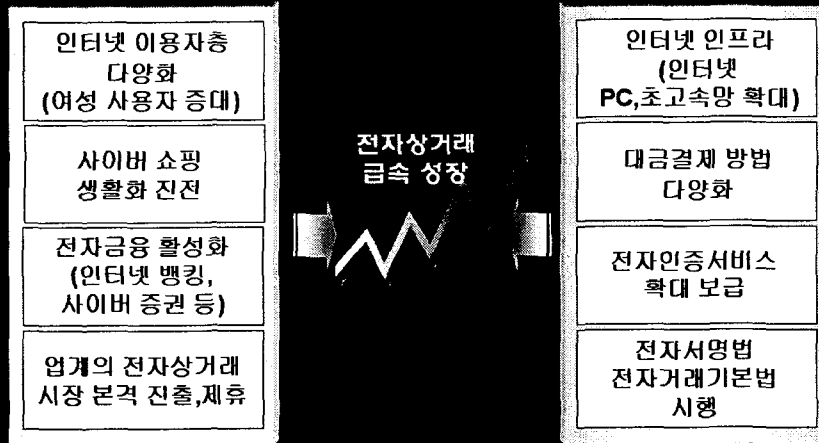 인터넷 이용자층
다양화
(여성 사용자 증대)
사이버 쇼핑
생활화 진전
전자금융 활성화
(인터넷 뱅킹,
사이버 증권 등)
업계의 전자상거래
시장 본격 진출,제휴
전자상거래
급속 성장
인터넷 인프라
(인터넷
PC,초고속망 확대)
대금결제 방법
다양화
전자인증서비스
확대 보급
전자서명법
전자거래기본법
시행